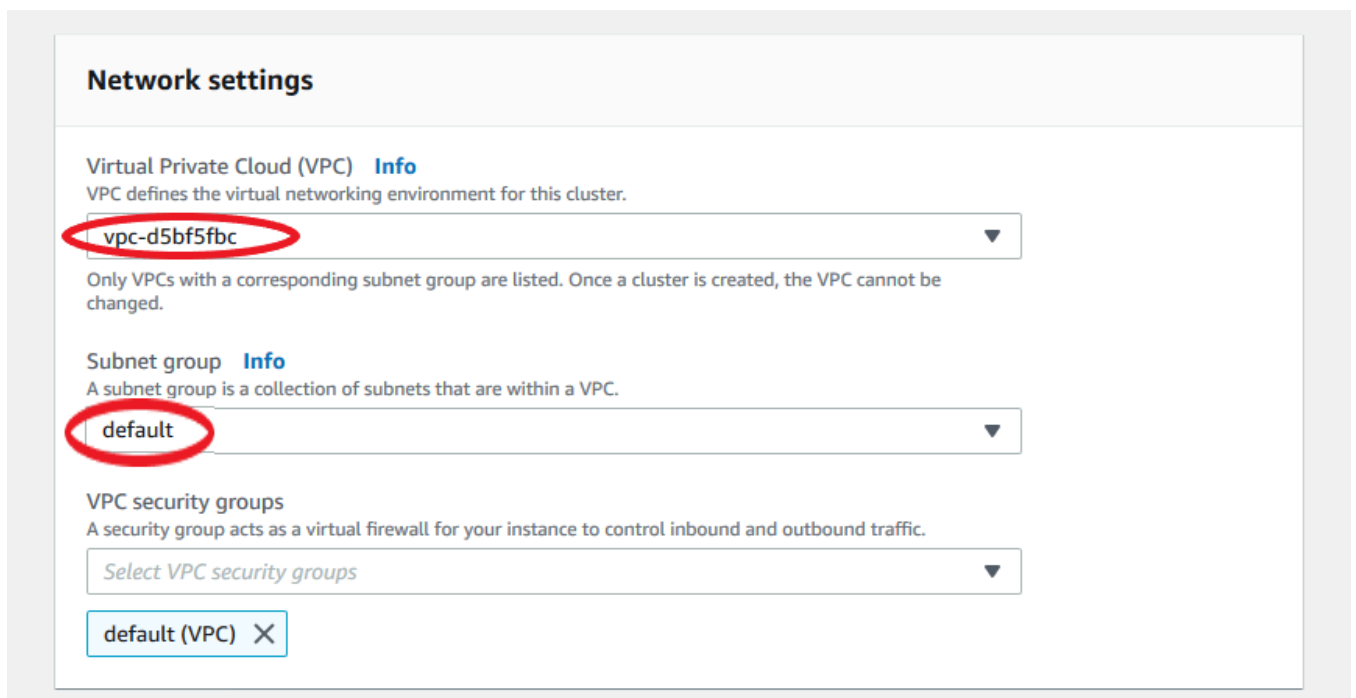 Network settings
Virtual Private Cloud (VPC) Info
VPC defines the virtual networking environment for this cluster.
vpc-d5bf5fbc
Only VPCs with a corresponding subnet group are listed. Once a cluster is created, the VPC cannot be
changed.
Subnet group Info
A subnet group is a collection of subnets that are within a VPC.
default
VPC security groups
A security group acts as a virtual firewall for your instance to control inbound and outbound traffic.
Select VPC security groups
default (VPC)